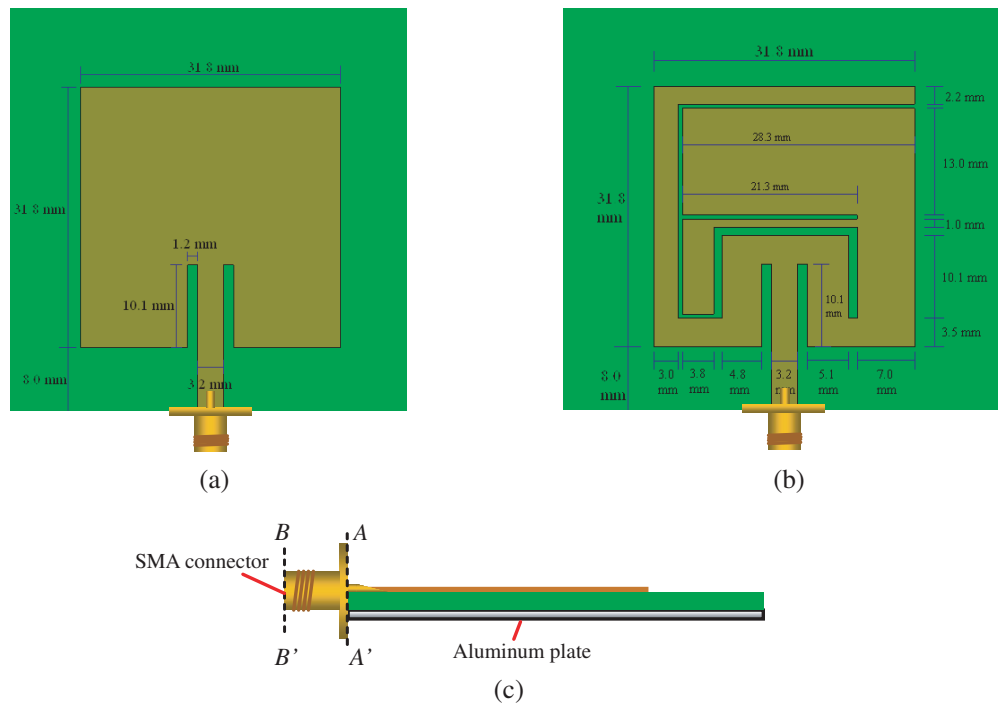 31.8 mm
31.8 mm
1.2 mm
10.1 mm
8.0 mm
3.2 mm
(a)
31.8 mm
2.2 mm
28.3 mm
13.0 mm
31.8
mm
21.3 mm
1.0 mm
10.1 mm
10.1
mm
3.5 mm
8.0
mm
3.0
mm
3.8
mm
4.8
mm
3.2
mm
5.1
mm
7.0
mm
(b)
B
A
SMA connector
B’
A’
Aluminum plate
(c)